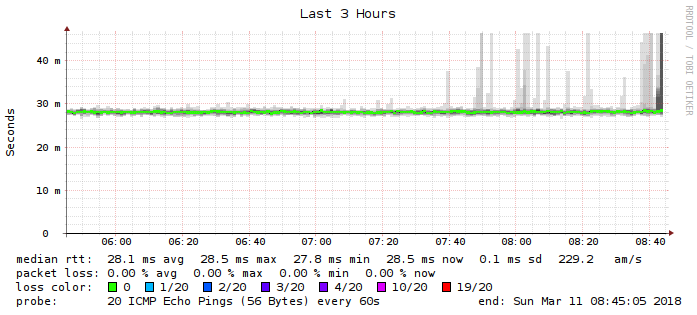 Last 3 Hours
RRDTOOL / TOBI OETIKER
Seconds
40 m
30 m
20 m
10 m
0
06:00 06:20 06:40 07:00 07:20 07:40 08:00 08:20 08:40
median rtt: 28.1 ms avg 28.5 ms max 27.8 ms min 28.5 ms now 0.1 ms sd 229.2 am/s
packet loss: 0.00 % avg 0.00 % max 0.00 % min 0.00 % now
loss color: 0 1/20 2/20 3/20 4/20 10/20 19/20
probe: 20 ICMP Echo Pings (56 Bytes) every 60s end: Sun Mar 11 08:45:05 2018